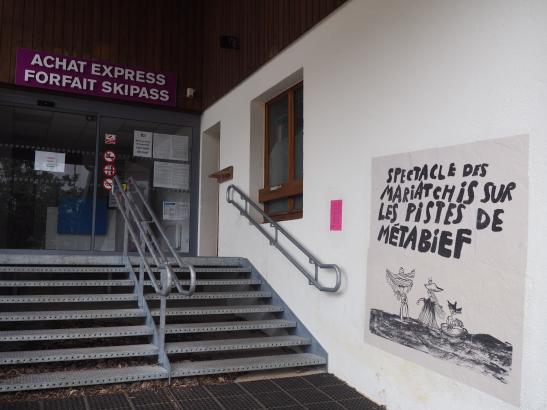 ACHAT EXPRESS
FORFAIT SKIPASS
SPECTACLE DES
MARIATCHIS SUR
LES PISTES DE
MÉTABIEF